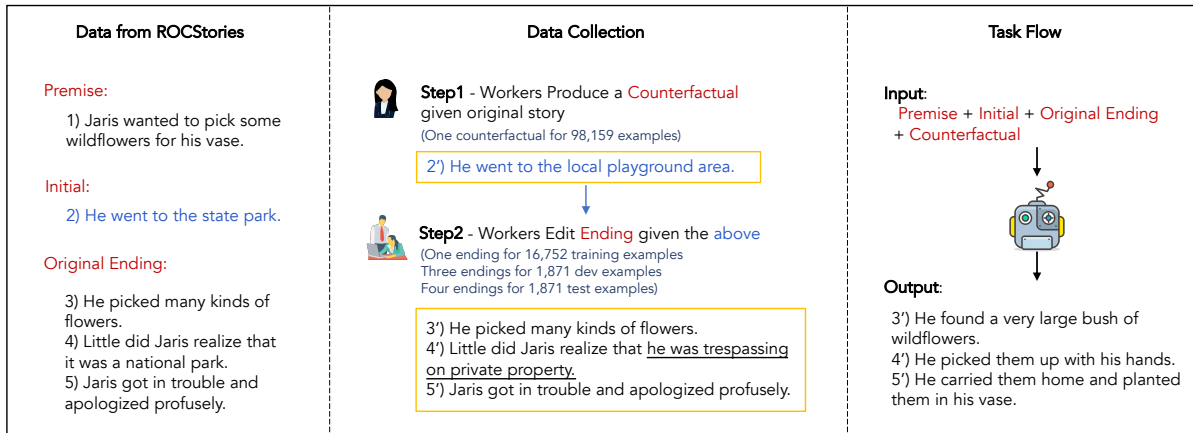 Data from ROCStories
Premise:
1) Jaris wanted to pick some
wildflowers for his vase.
Initial:
2) He went to the state park.
Original Ending:
3) He picked many kinds of
flowers.
4) Little did Jaris realize that
it was a national park.
5) Jaris got in trouble and
apologized profusely.
Data Collection
Step1 - Workers Produce a Counterfactual
given original story
(One counterfactual for 98,159 examples)
2') He went to the local playground area.
Step2 - Workers Edit Ending given the above
(One ending for 16,752 training examples
Three endings for 1,871 dev examples
Four endings for 1,871 test examples)
3') He picked many kinds of flowers.
4') Little did Jaris realize that he was trespassing
on private property.
5') Jaris got in trouble and apologized profusely.
Task Flow
Input:
Premise + Initial + Original Ending
+ Counterfactual
Output:
3') He found a very large bush of
wildflowers.
4') He picked them up with his hands.
5') He carried them home and planted
them in his vase.